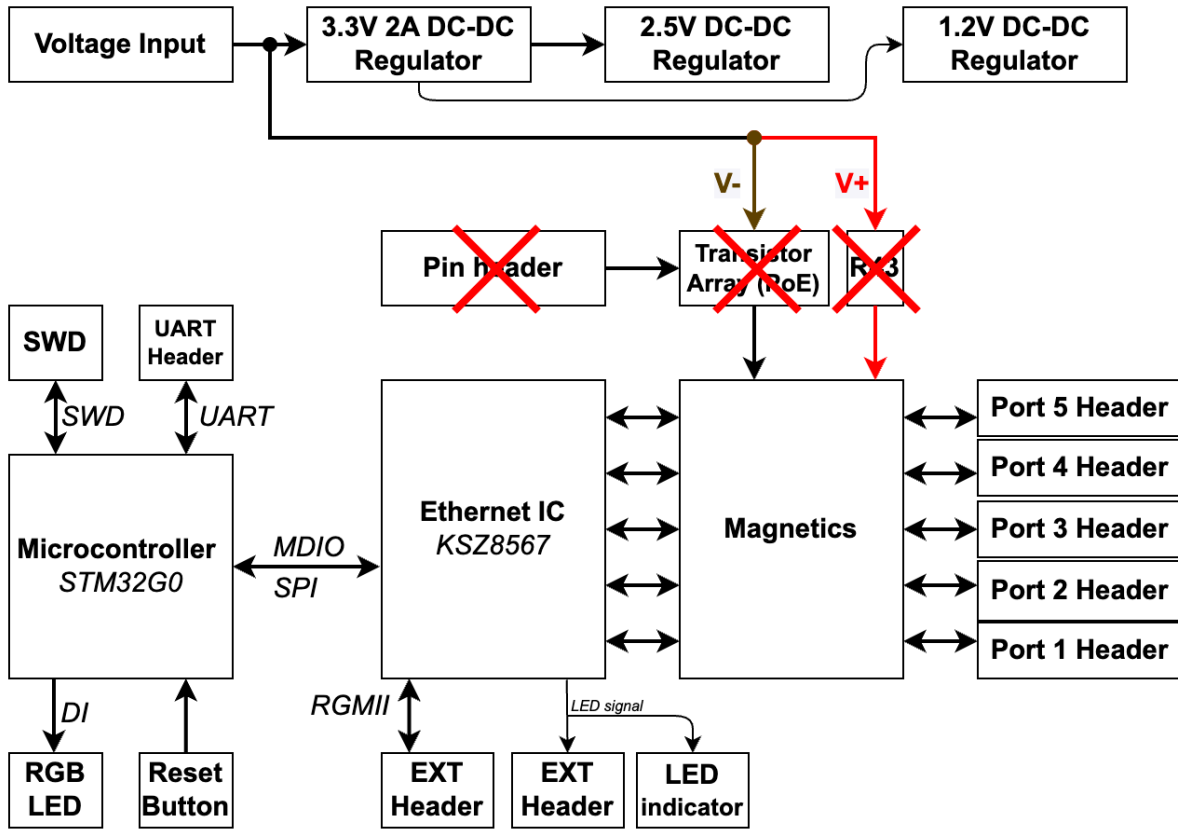 Voltage Input
3.3V 2A DC-DC
Regulator
2.5V DC-DC
Regulator
1.2V DC-DC
Regulator
V-
V+
Pin header
Transistor
Array (PoE)
SWD
UART
Header
SWD
UART
Port 5 Header
Port 4 Header
Port 3 Header
Port 2 Header
Port 1 Header
Ethernet IC
KSZ8567
Magnetics
Microcontroller
STM32G0
MDIO
SPI
DI
RGMII
LED signal
RGB
LED
Reset
Button
EXT
Header
EXT
Header
LED
indicator